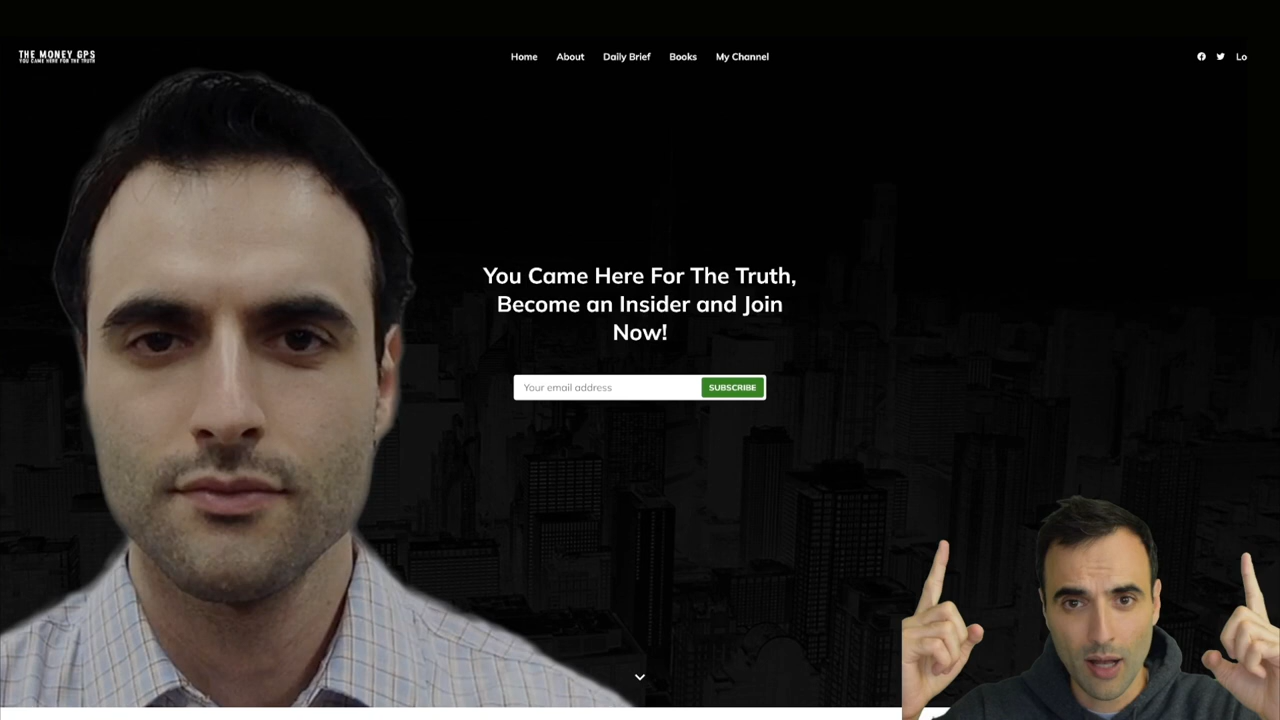 THE MONEY GPS
YOU CAME HERE FOR THE TRUTH
Home About Daily Brief Books My Channel
Lo
You Came Here For The Truth,
Become an Insider and Join
Now!
Your email address SUBSCRIBE